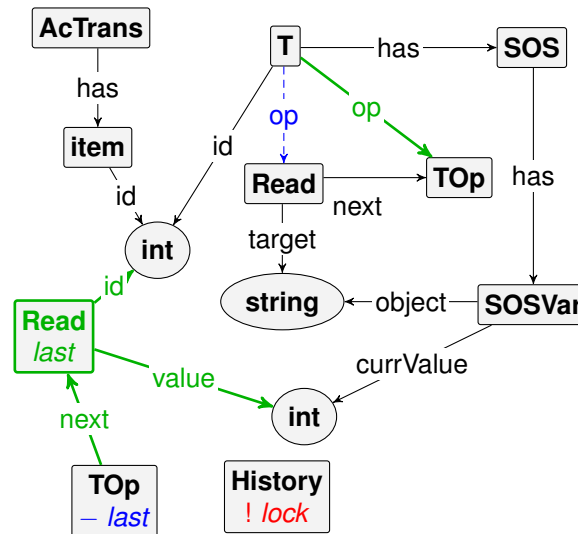 AcTrans
T
has
SOS
has
op
op
item
id
id
Read
next
TOp
has
int
target
id
string
object
SOSVar
Read
last
value
currValue
next
int
TOp
– last
History
! lock